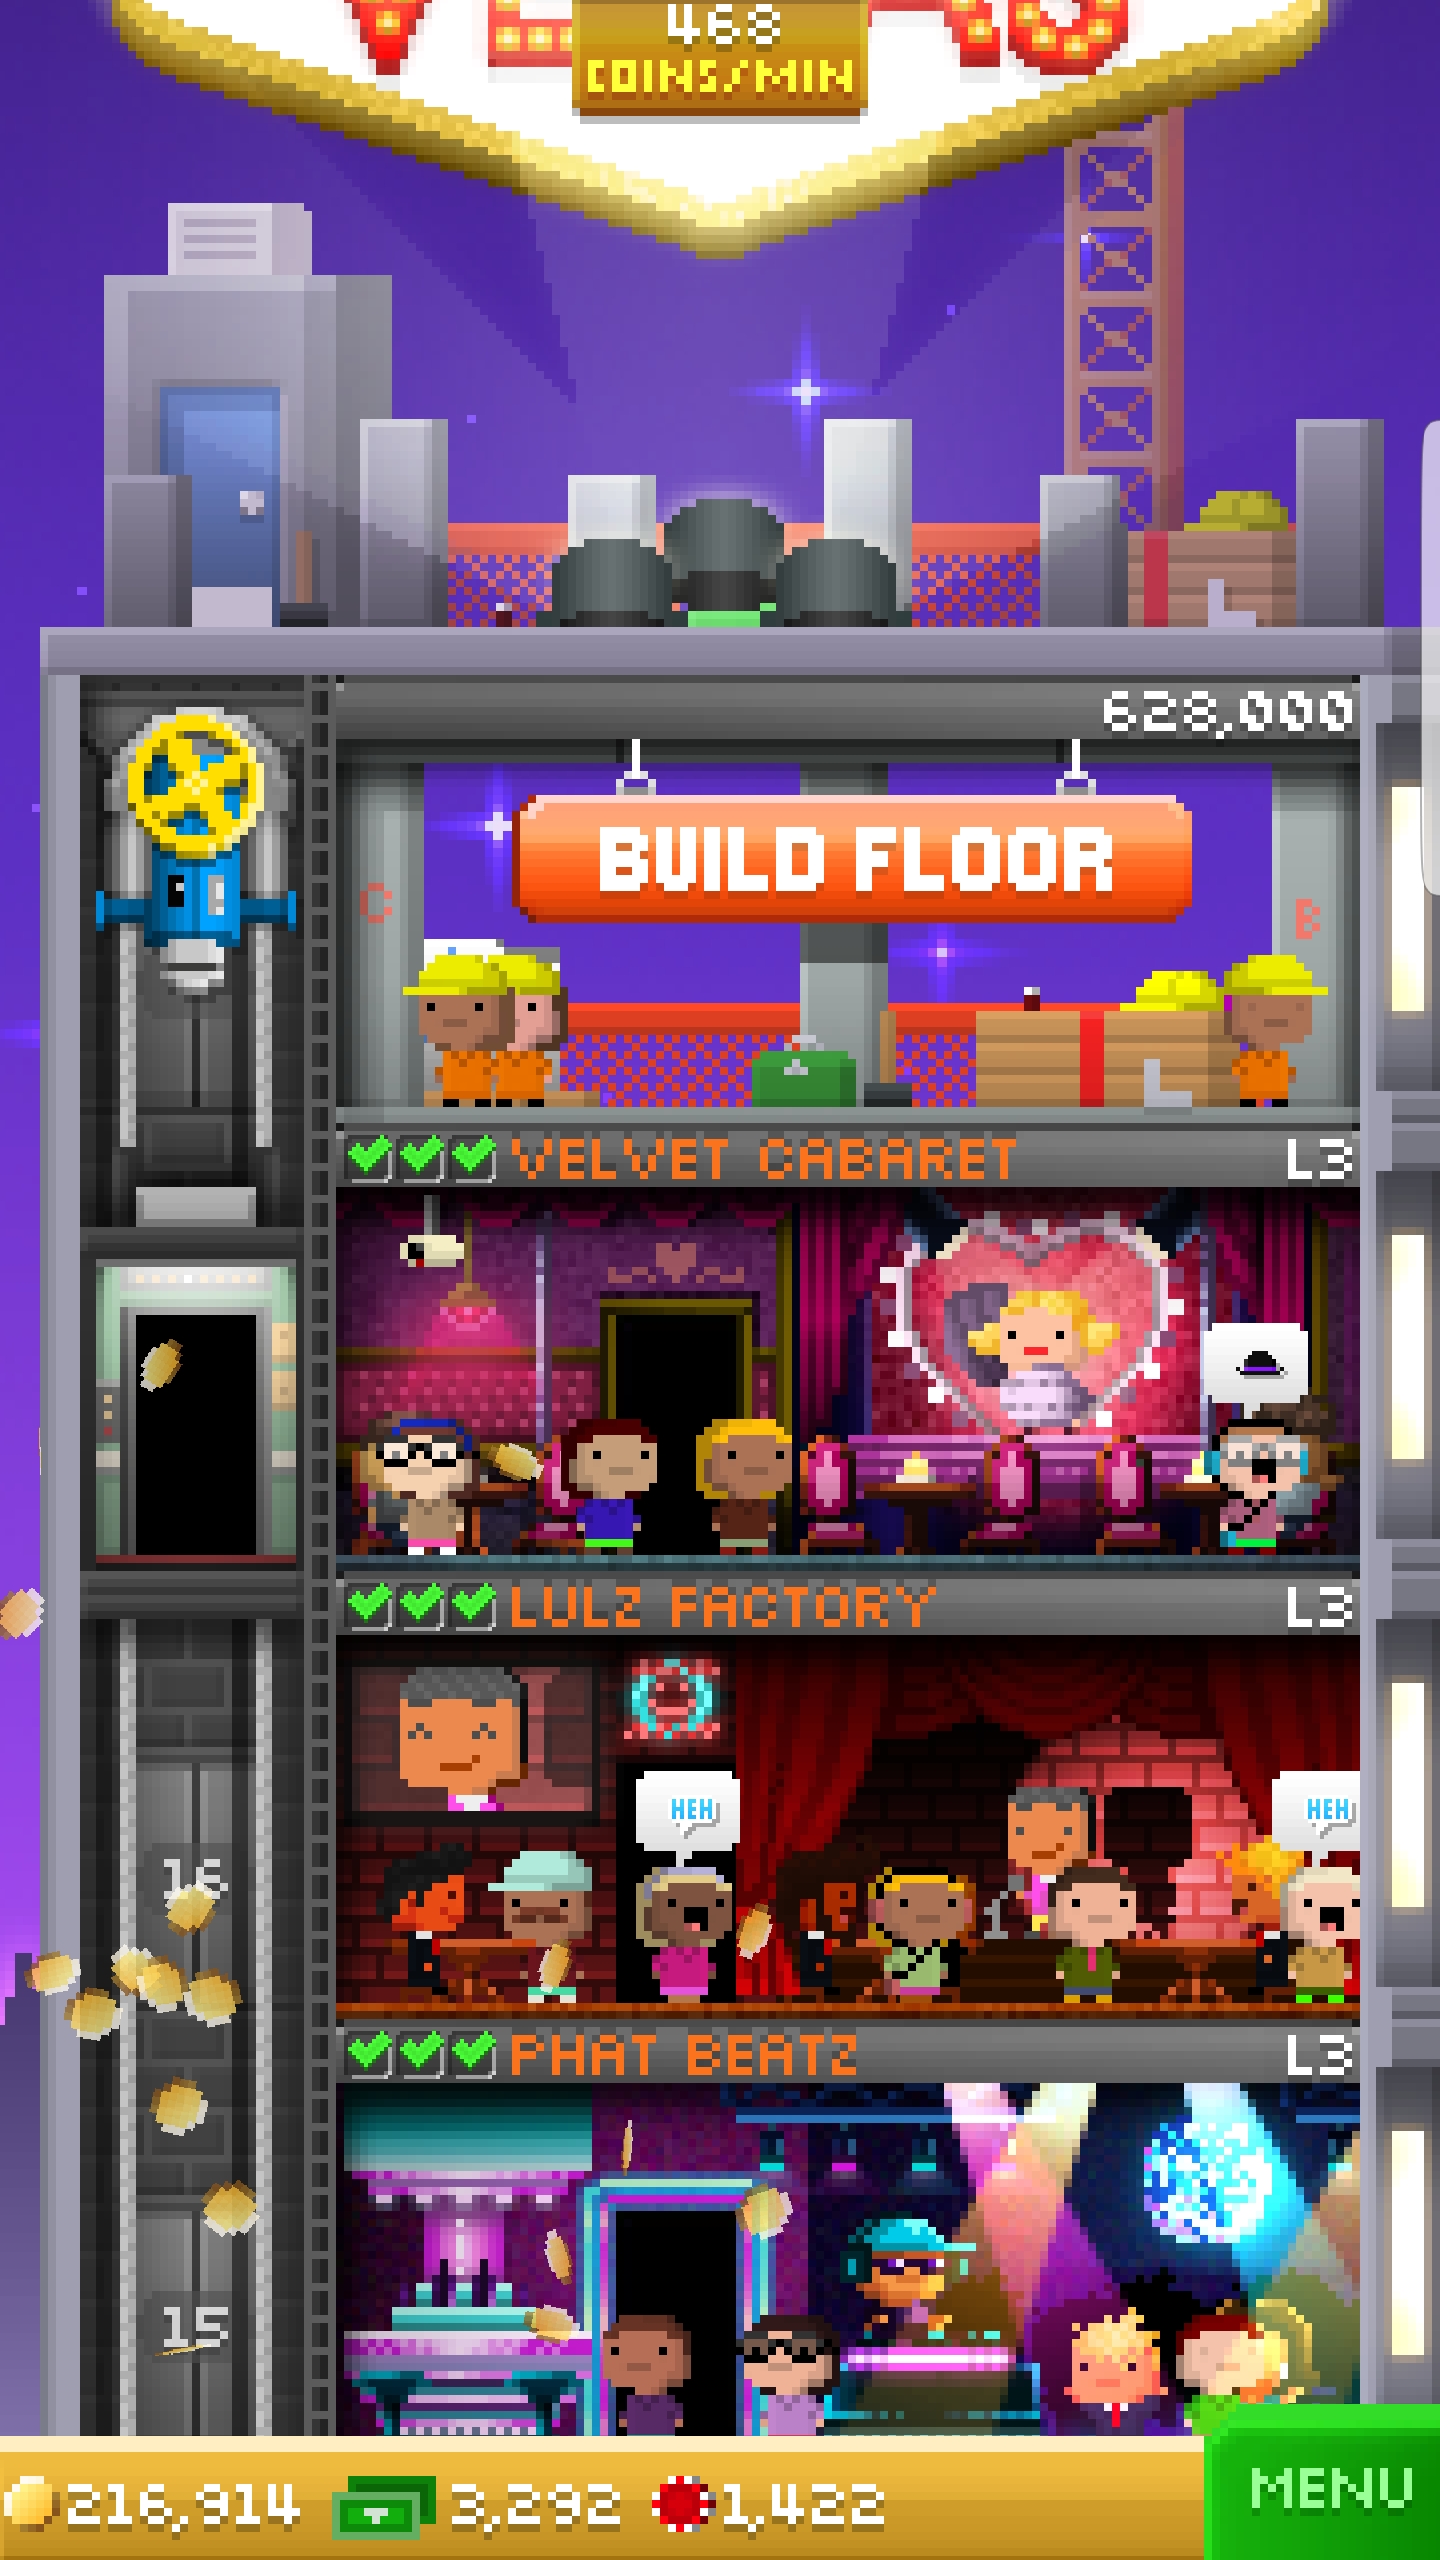 468
COINS/MIN
628,000
BUILD FLOOR
C
B
VELVET CABARET L3
LULZ FACTORY L3
HEH
HEH
16
PHAT BEATZ L3
15
216,914 3,292 1,422
MENU